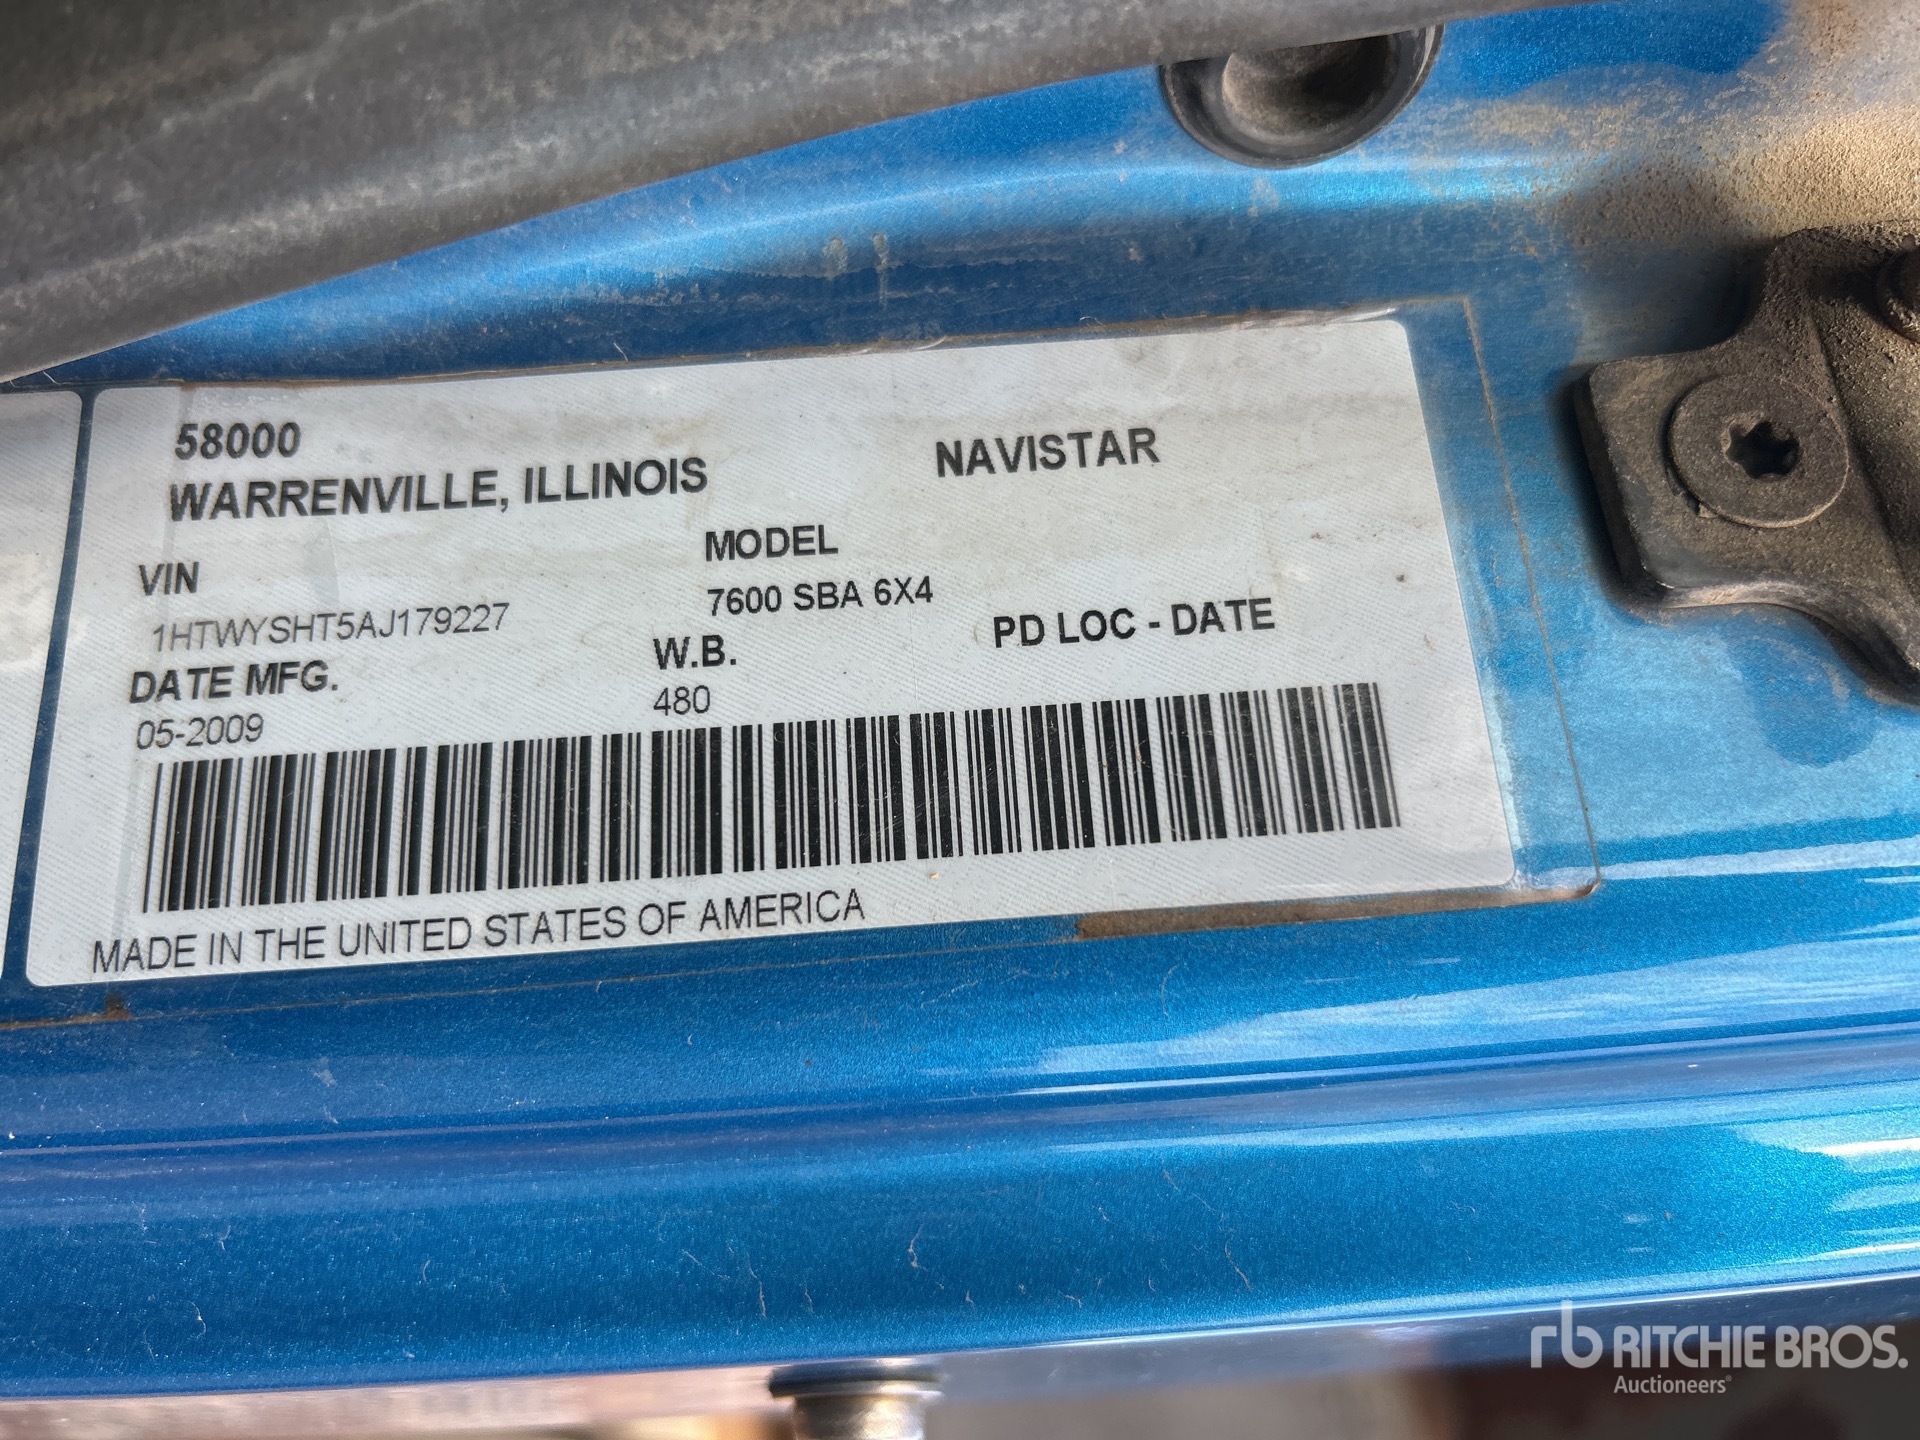 58000
WARRENVILLE, ILLINOIS
NAVISTAR
VIN
MODEL
1HTWYSHT5AJ179227
7600 SBA 6X4
DATE MFG.
W.B.
PD LOC - DATE
05-2009
480
MADE IN THE UNITED STATES OF AMERICA
rb RITCHIE BROS.
Auctioneers®